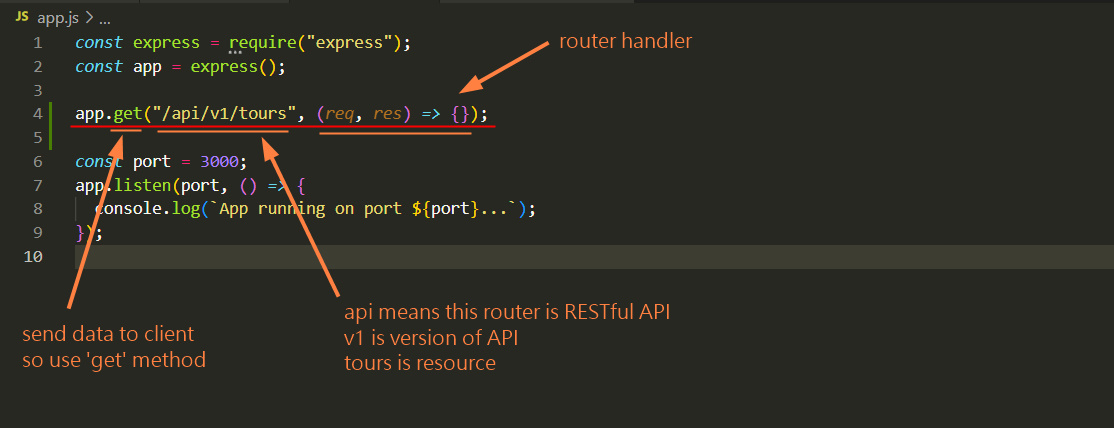 JS app.js > ...
1 const express = require("express");
router handler
2 const app = express();
3
4 app.get("/api/v1/tours", (req, res) => {});
5
6 const port = 3000;
7 app.listen(port, () => {
8 console.log(`App running on port ${port}...`);
9 });
10
send data to client
so use 'get' method
api means this router is RESTful API
v1 is version of API
tours is resource